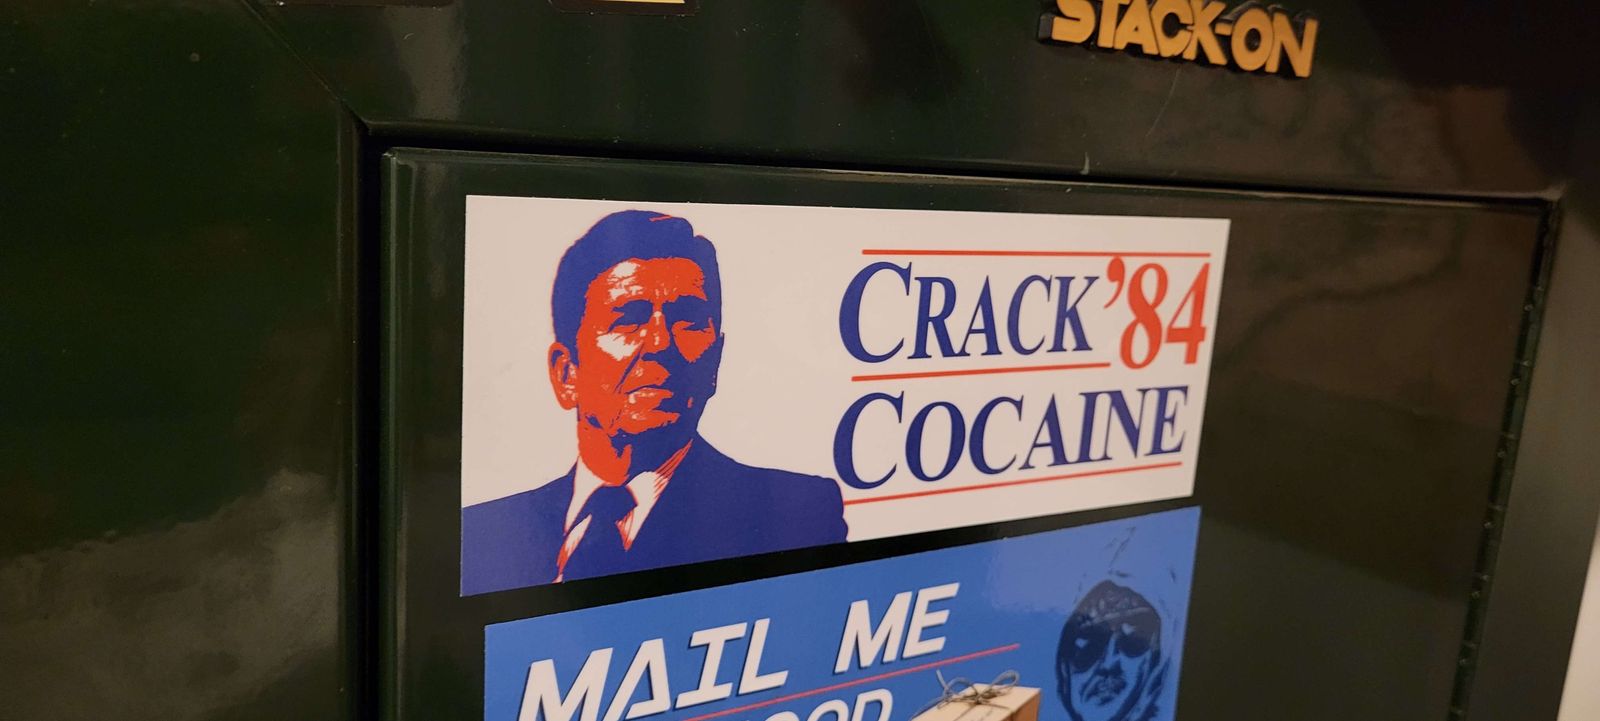 STACK-ON
CRACK '84
COCAINE
MAIL ME